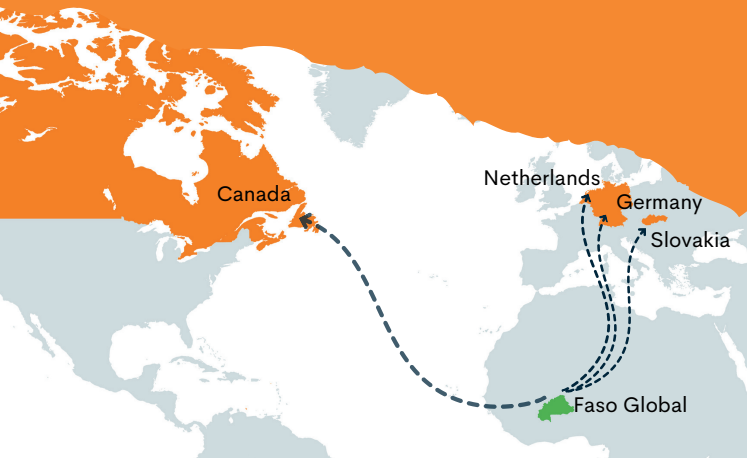 Netherlands
Canada
Germany
Slovakia
Faso Global